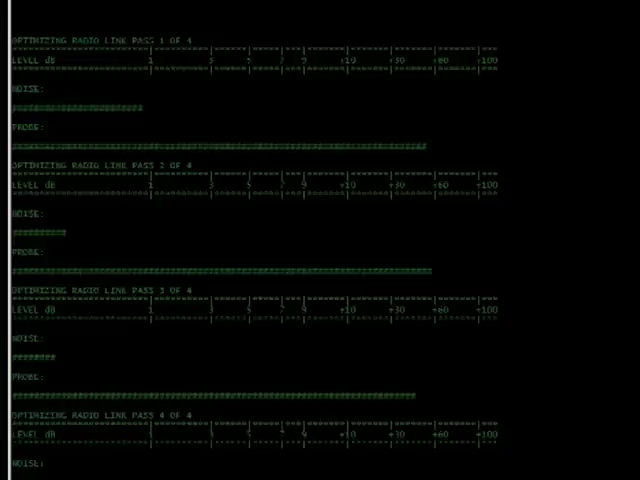 OPTIMIZING RADIO LINK PASS 1 OF 4
LEVEL dB 1 3 5 7 9 +10 +30 +60 +100
NOISE:
PROBE:
OPTIMIZING RADIO LINK PASS 2 OF 4
LEVEL dB 1 3 5 7 9 +10 +30 +60 +100
NOISE:
PROBE:
OPTIMIZING RADIO LINK PASS 3 OF 4
LEVEL dB 1 3 5 7 9 +10 +30 +60 +100
NOISE:
PROBE:
OPTIMIZING RADIO LINK PASS 4 OF 4
LEVEL dB 1 3 5 7 9 +10 +30 +60 +100
NOISE: